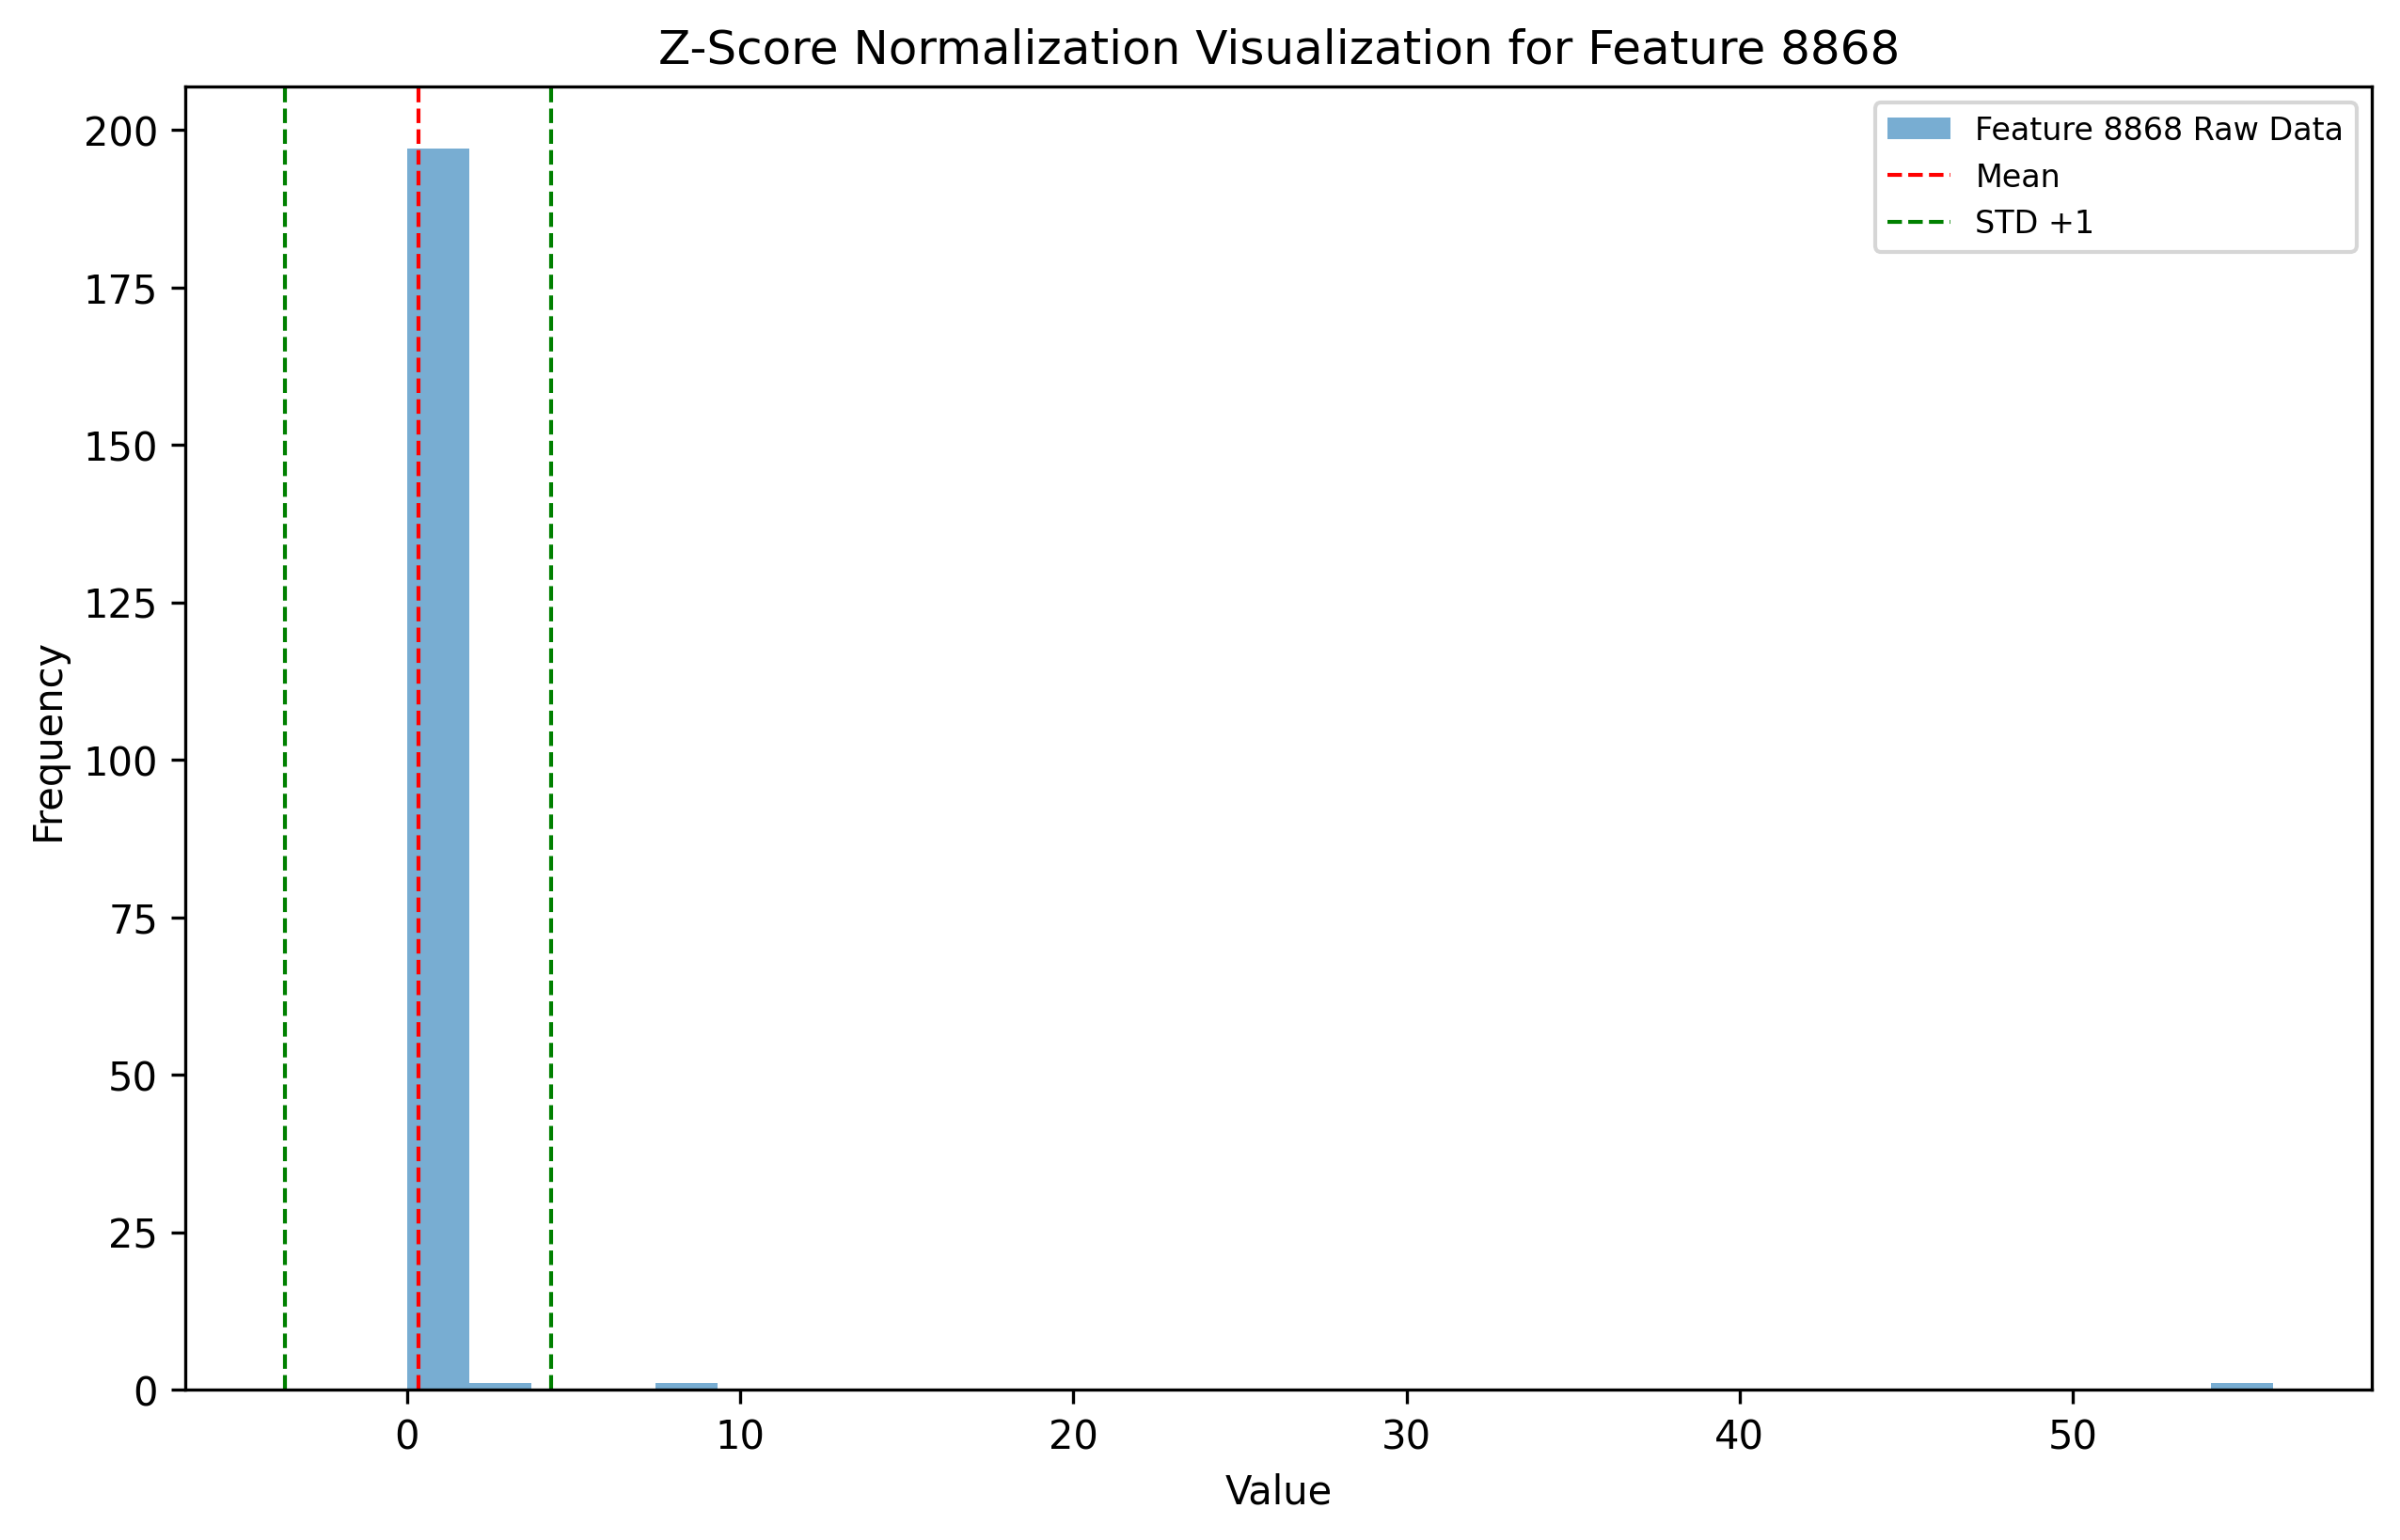 Z-Score Normalization Visualization for Feature 8868
Feature 8868 Raw Data
Mean
STD +1
200
175
150
125
100
75
50
25
0
Frequency
0 10 20 30 40 50
Value